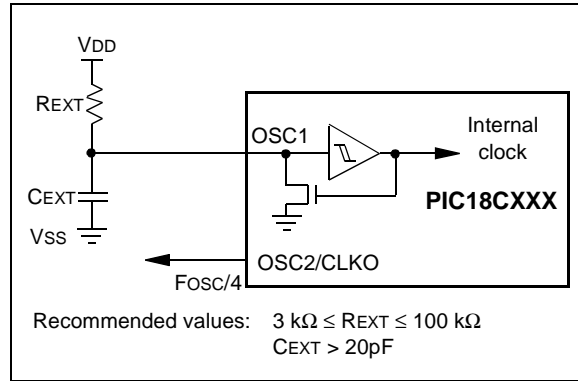 VDD
REXT
OSC1
Internal
clock
CEXT
PIC18CXXX
VSS
OSC2/CLKO
FOSC/4
Recommended values: 3 kΩ ≤ REXT ≤ 100 kΩ
CEXT > 20pF